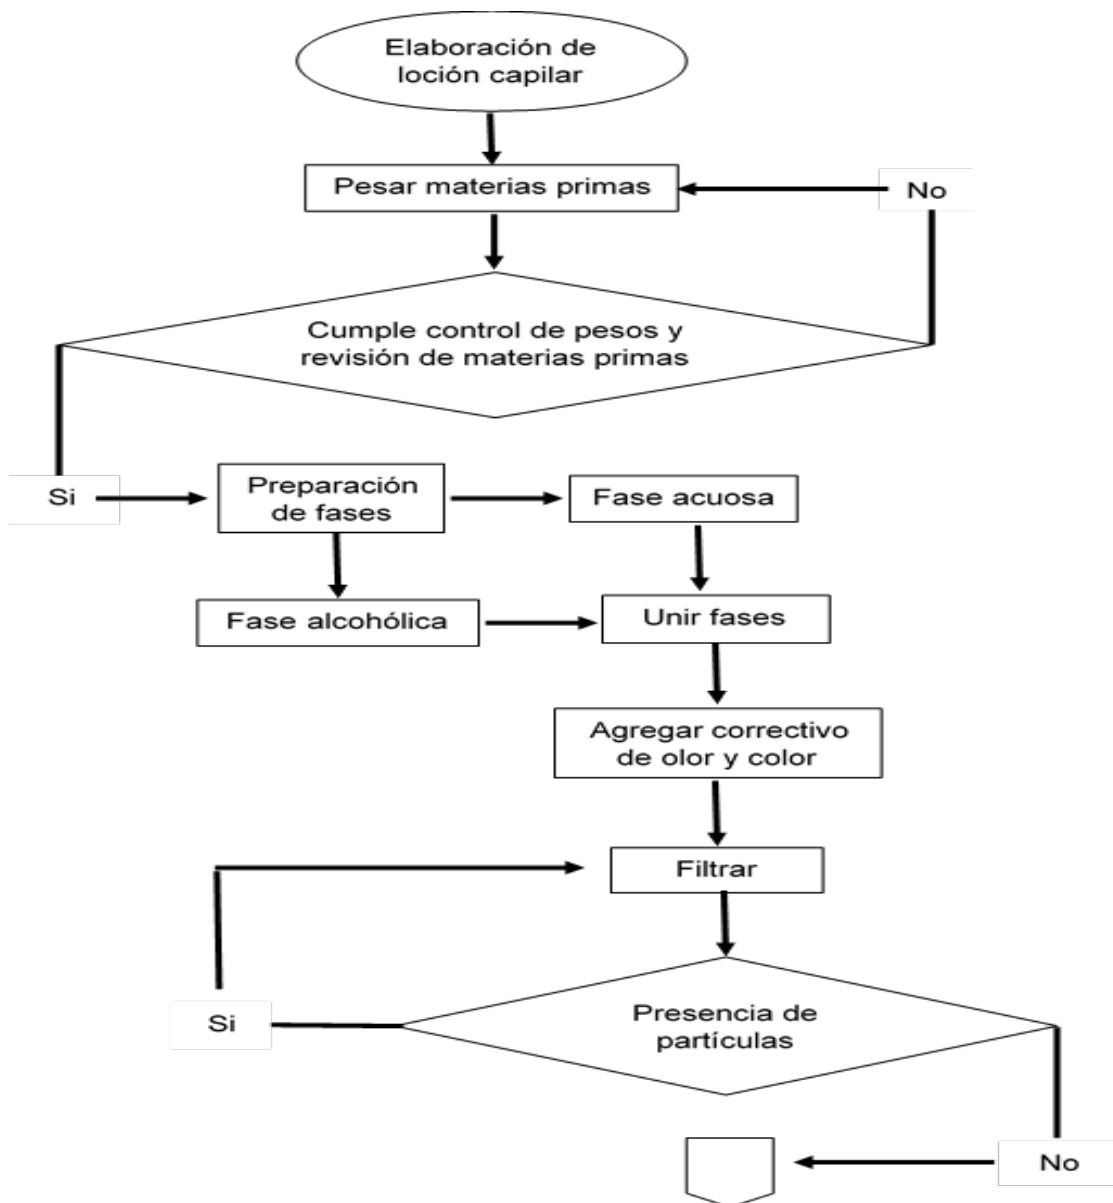 Elaboración de
loción capilar
Pesar materias primas
No
Cumple control de pesos y
revisión de materias primas
Si
Preparación
de fases
Fase acuosa
Fase alcohólica
Unir fases
Agregar correctivo
de olor y color
Filtrar
Presencia de
partículas
Si
No